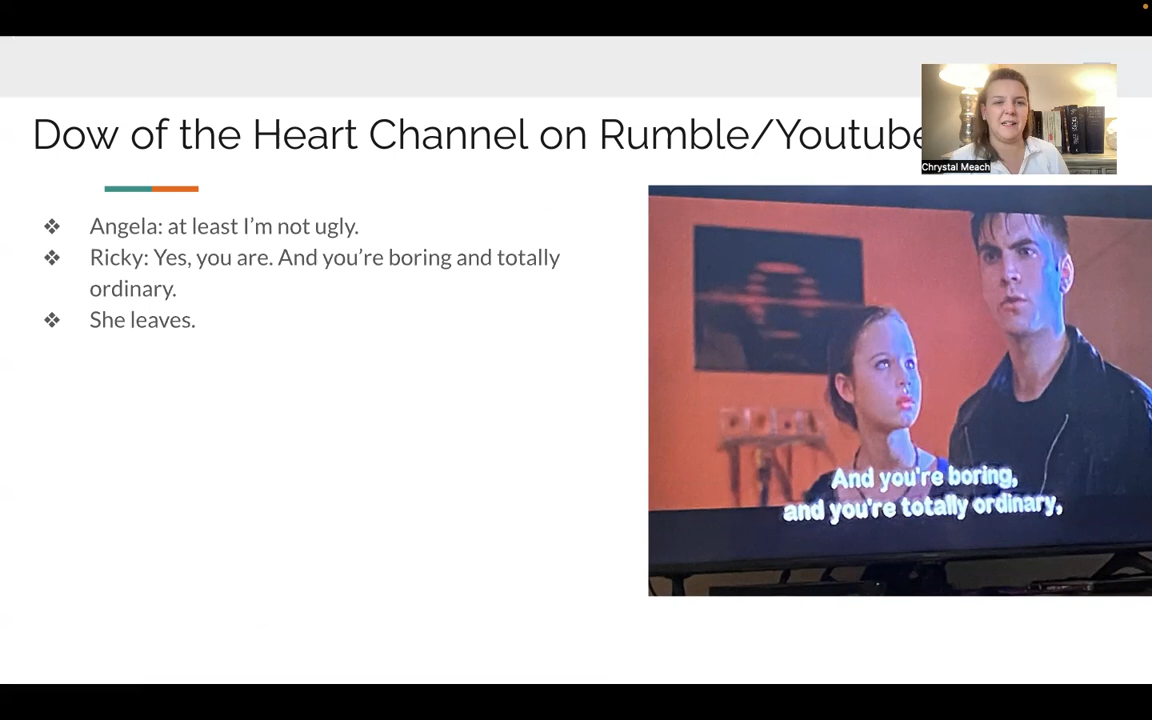 Dow of the Heart Channel on Rumble/Youtube
Chrystal Meach
❖ Angela: at least I'm not ugly.
❖ Ricky: Yes, you are. And you're boring and totally
ordinary.
❖ She leaves.
And you're boring,
and you're totally ordinary,